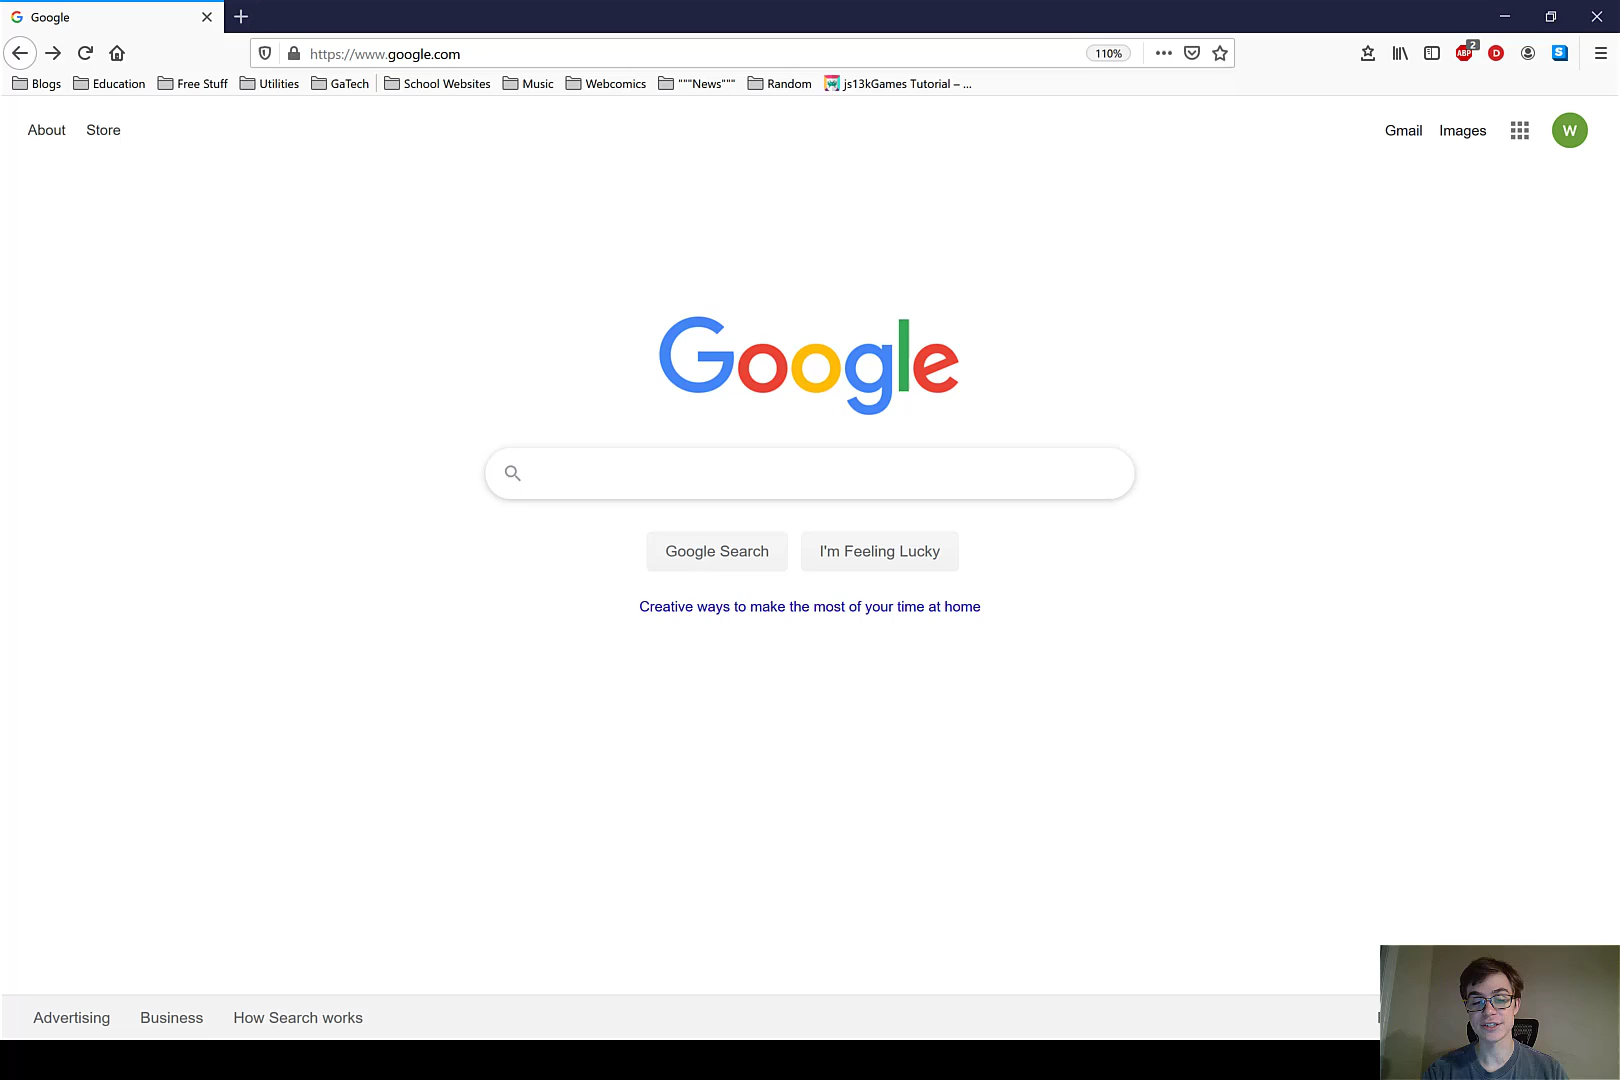 Google
https://www.google.com 110%
ABP 2 D S
Blogs Education Free Stuff Utilities GaTech School Websites Music Webcomics """News""" Random js13kGames Tutorial – ...
About Store Gmail Images W
Google
Google Search I'm Feeling Lucky
Creative ways to make the most of your time at home
Advertising Business How Search works